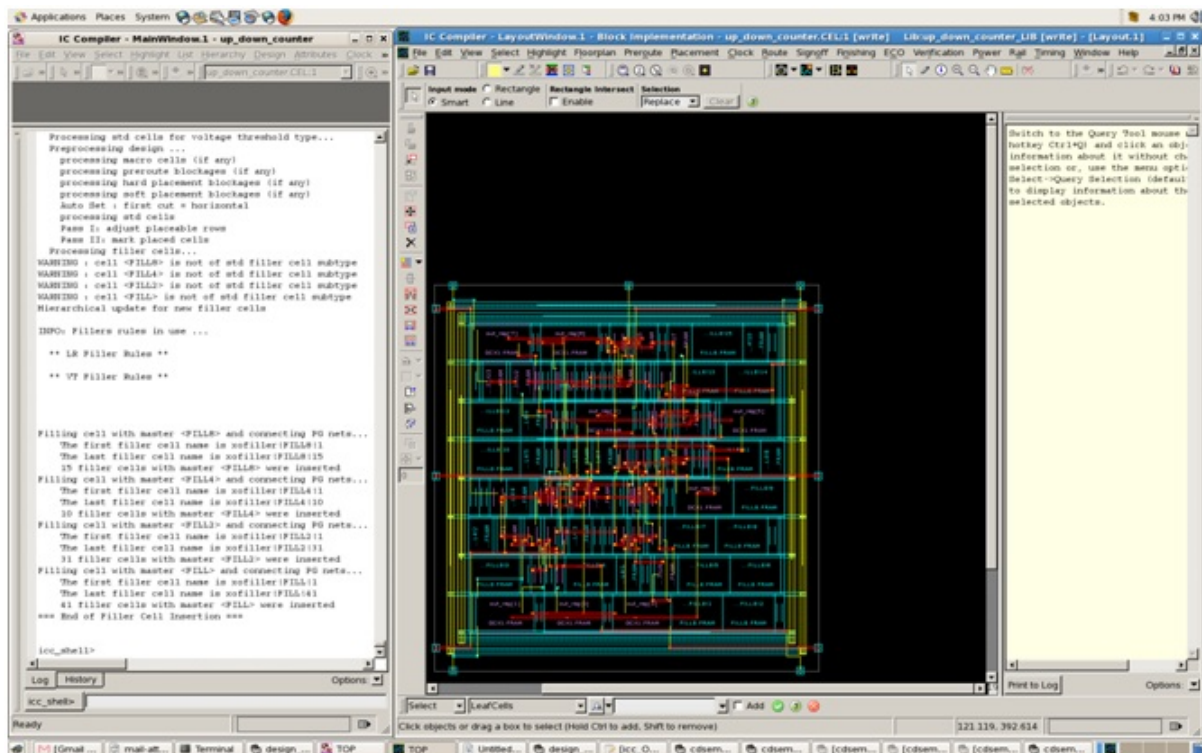 Applications Places System
4:03 PM
IC Compiler - MainWindow.1 - up_down_counter
File Edit View Select Highlight List Hierarchy Design Attributes Clock
up_down_counter.CEL;1
Processing std cells for voltage threshold type...
Preprocessing design ...
processing macro cells (if any)
processing preroute blockages (if any)
processing hard placement blockages (if any)
processing soft placement blockages (if any)
Auto Set : first cut = horizontal
processing std cells
Pass I: adjust placeable rows
Pass II: mark placed cells
Processing filler cells...
WARNING : cell <FILL8> is not of std filler cell subtype
WARNING : cell <FILL4> is not of std filler cell subtype
WARNING : cell <FILL2> is not of std filler cell subtype
WARNING : cell <FILL> is not of std filler cell subtype
Hierarchical update for new filler cells
INFO: Fillers rules in use ...
** LR Filler Rules **
** VT Filler Rules **
Filling cell with master <FILL8> and connecting PG nets...
The first filler cell name is xofiller!FILL8!1
The last filler cell name is xofiller!FILL8!15
15 filler cells with master <FILL8> were inserted
Filling cell with master <FILL4> and connecting PG nets...
The first filler cell name is xofiller!FILL4!1
The last filler cell name is xofiller!FILL4!10
10 filler cells with master <FILL4> were inserted
Filling cell with master <FILL2> and connecting PG nets...
The first filler cell name is xofiller!FILL2!1
The last filler cell name is xofiller!FILL2!31
31 filler cells with master <FILL2> were inserted
Filling cell with master <FILL> and connecting PG nets...
The first filler cell name is xofiller!FILL!1
The last filler cell name is xofiller!FILL!41
41 filler cells with master <FILL> were inserted
=== End of Filler Cell Insertion ===
icc_shell>
Log History Options:
icc_shell>
Ready
IC Compiler - LayoutWindow.1 - Block Implementation - up_down_counter.CEL;1 [write] Lib:up_down_counter_LIB [write] - [Layout.1]
File Edit View Select Highlight Floorplan Preroute Placement Clock Route Signoff Finishing ECO Verification Power Rail Timing Window Help
Input mode Rectangle Rectangle Intersect Selection
Smart Line Enable Replace Clear
Switch to the Query Tool mouse
hotkey Ctrl+Q) and click an obj
information about it without ch
selection or, use the menu opti
Select->Query Selection (defaul
to display information about th
selected objects.
Print to Log Options:
Select LeafCells Add
Click objects or drag a box to select (Hold Ctrl to add, Shift to remove) 121.119, 392.614
[Gmail ... mail-att... Terminal design ... TOP TOP Untitled... design ... [icc_O... cdsem... cdsem... [cdsem... [cdsem... [cdsem...